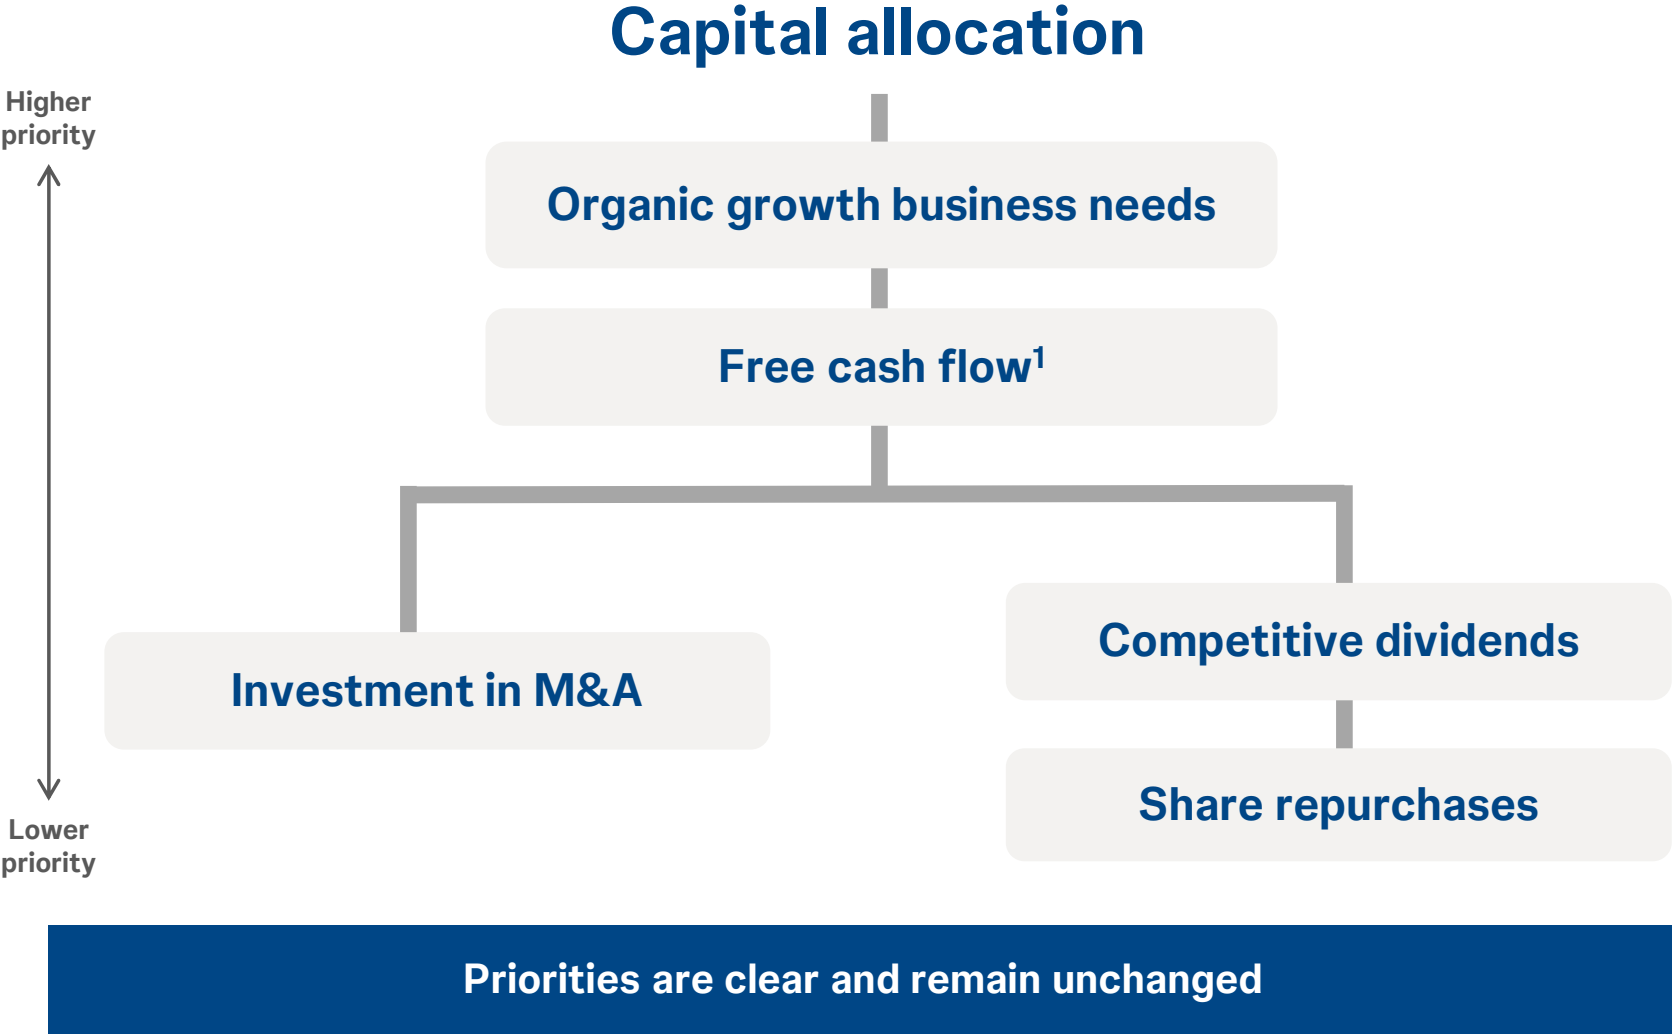 Capital allocation
Higher
priority
Organic growth business needs
Free cash flow¹
Competitive dividends
Investment in M&A
Share repurchases
Lower
priority
Priorities are clear and remain unchanged